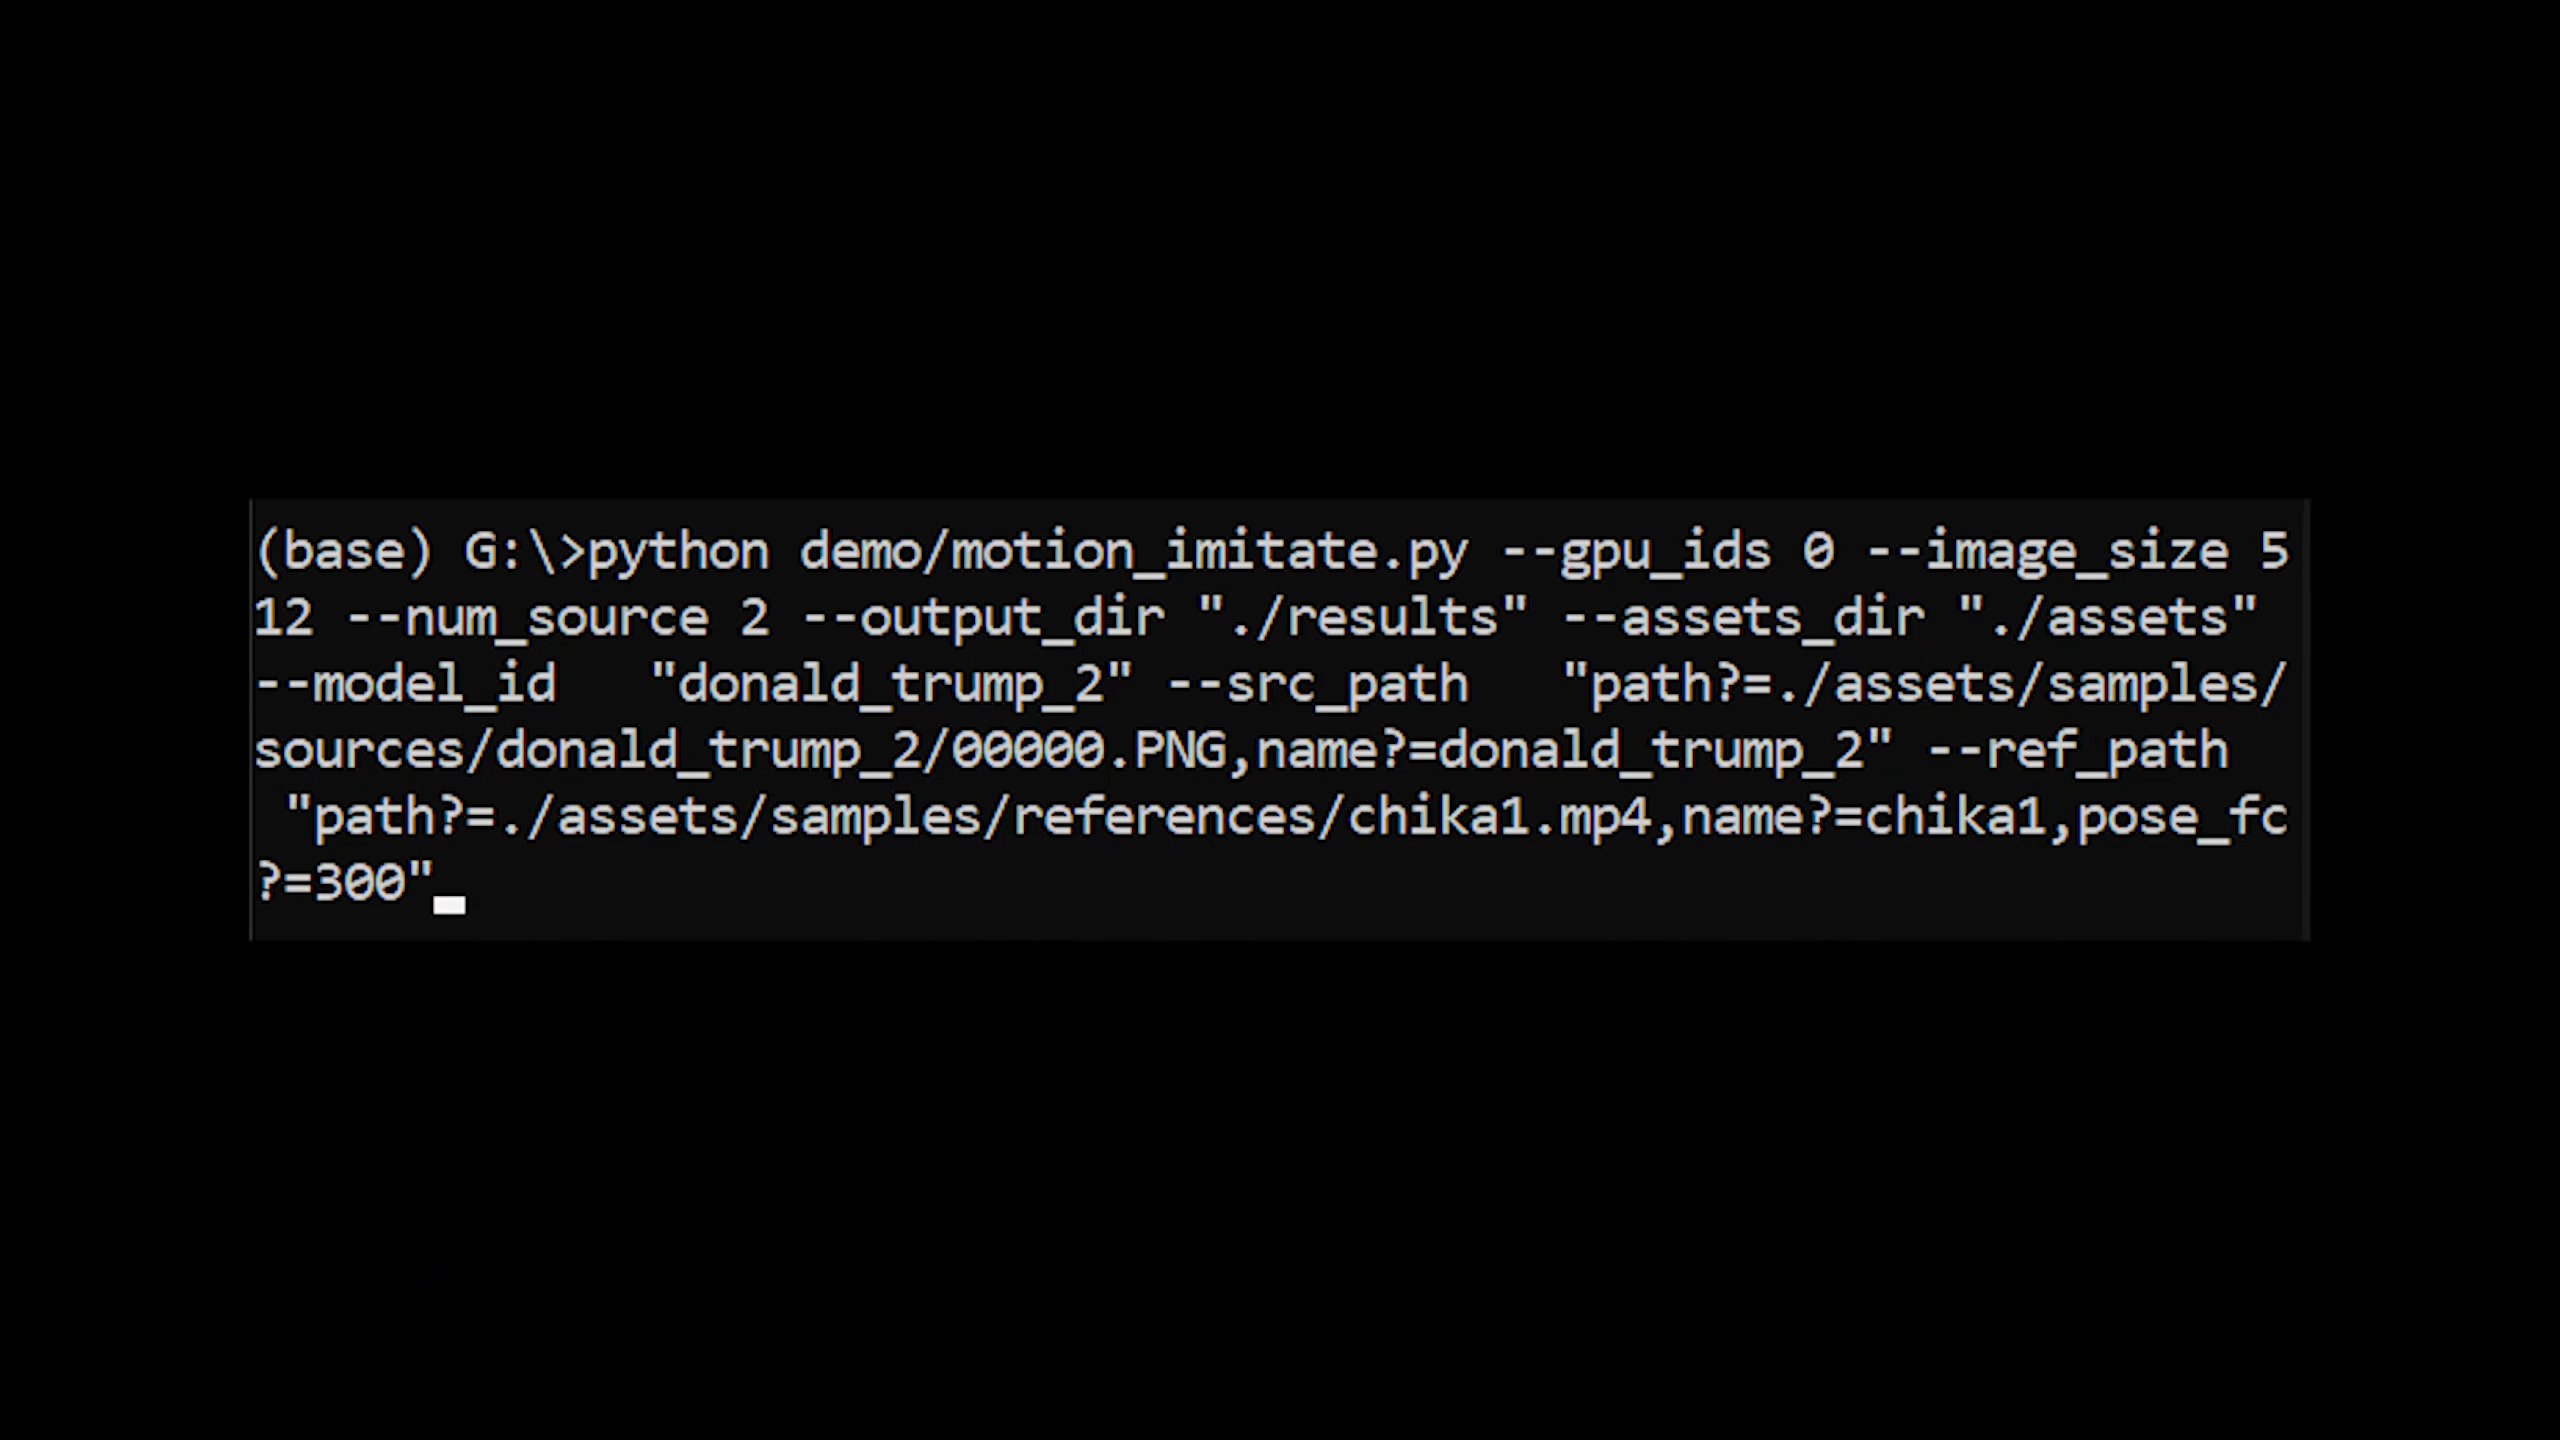 (base) G:\>python demo/motion_imitate.py --gpu_ids 0 --image_size 5
12 --num_source 2 --output_dir "./results" --assets_dir "./assets"
--model_id   "donald_trump_2" --src_path   "path?=./assets/samples/
sources/donald_trump_2/00000.PNG,name?=donald_trump_2" --ref_path
 "path?=./assets/samples/references/chika1.mp4,name?=chika1,pose_fc
?=300"